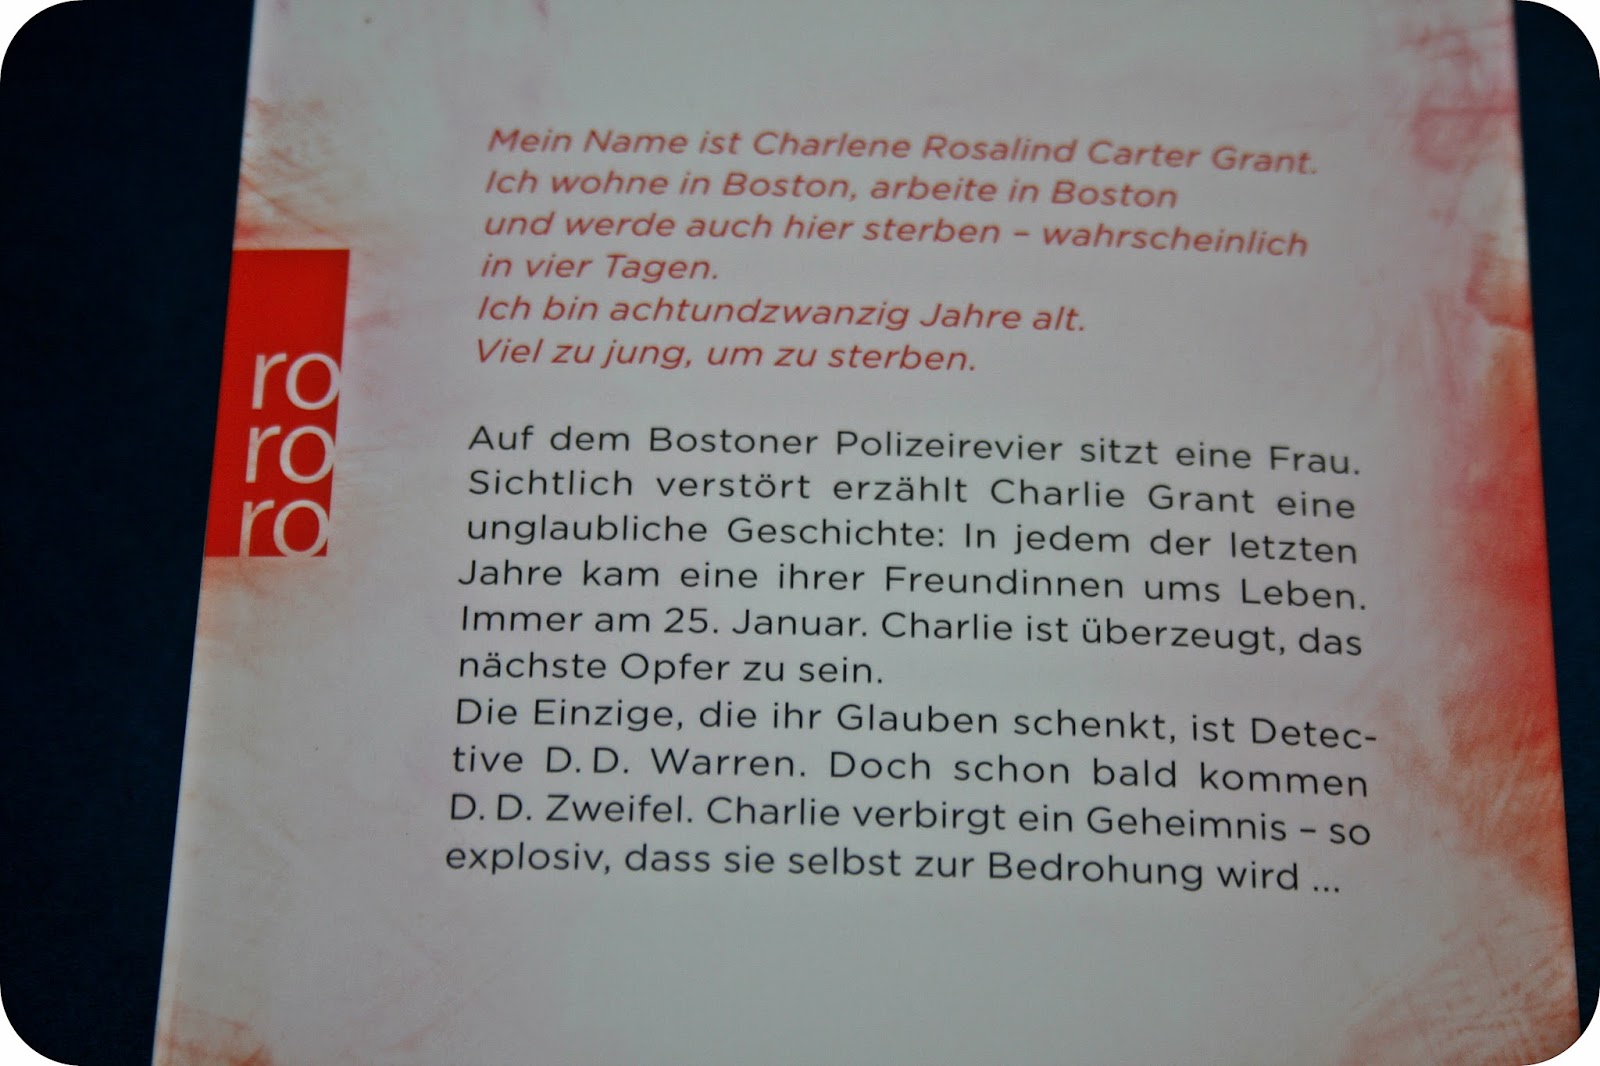 Mein Name ist Charlene Rosalind Carter Grant.
Ich wohne in Boston, arbeite in Boston
und werde auch hier sterben – wahrscheinlich
in vier Tagen.
Ich bin achtundzwanzig Jahre alt.
Viel zu jung, um zu sterben.
ro
ro
ro
Auf dem Bostoner Polizeirevier sitzt eine Frau.
Sichtlich verstört erzählt Charlie Grant eine
unglaubliche Geschichte: In jedem der letzten
Jahre kam eine ihrer Freundinnen ums Leben.
Immer am 25. Januar. Charlie ist überzeugt, das
nächste Opfer zu sein.
Die Einzige, die ihr Glauben schenkt, ist Detec-
tive D. D. Warren. Doch schon bald kommen
D. D. Zweifel. Charlie verbirgt ein Geheimnis – so
explosiv, dass sie selbst zur Bedrohung wird ...